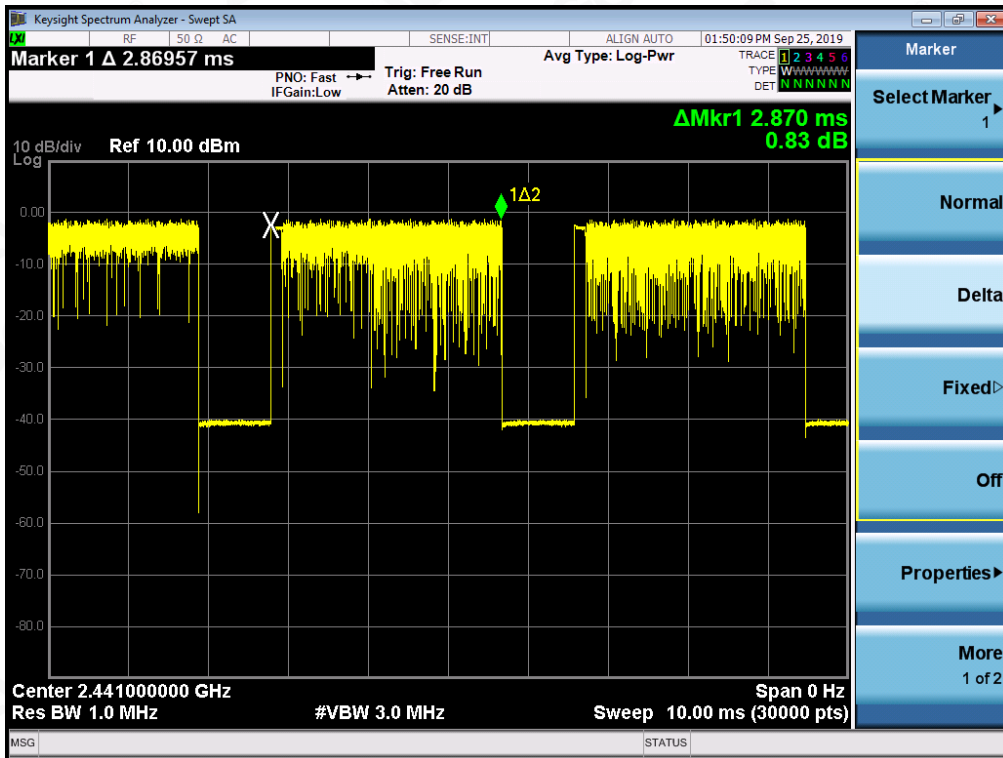 Keysight Spectrum Analyzer - Swept SA
LXI RF 50 Ω AC SENSE:INT ALIGN AUTO 01:50:09 PM Sep 25, 2019
Marker 1 Δ 2.86957 ms
PNO: Fast
IFGain:Low
Trig: Free Run
Atten: 20 dB
Avg Type: Log-Pwr
TRACE 1 2 3 4 5 6
TYPE WWWWWW
DET N N N N N N
ΔMkr1 2.870 ms
0.83 dB
10 dB/div Ref 10.00 dBm
Log
1Δ2
X
0.00
-10.0
-20.0
-30.0
-40.0
-50.0
-60.0
-70.0
-80.0
Center 2.441000000 GHz Span 0 Hz
Res BW 1.0 MHz #VBW 3.0 MHz Sweep 10.00 ms (30000 pts)
MSG STATUS
Marker
Select Marker
1
Normal
Delta
Fixed
Off
Properties
More
1 of 2